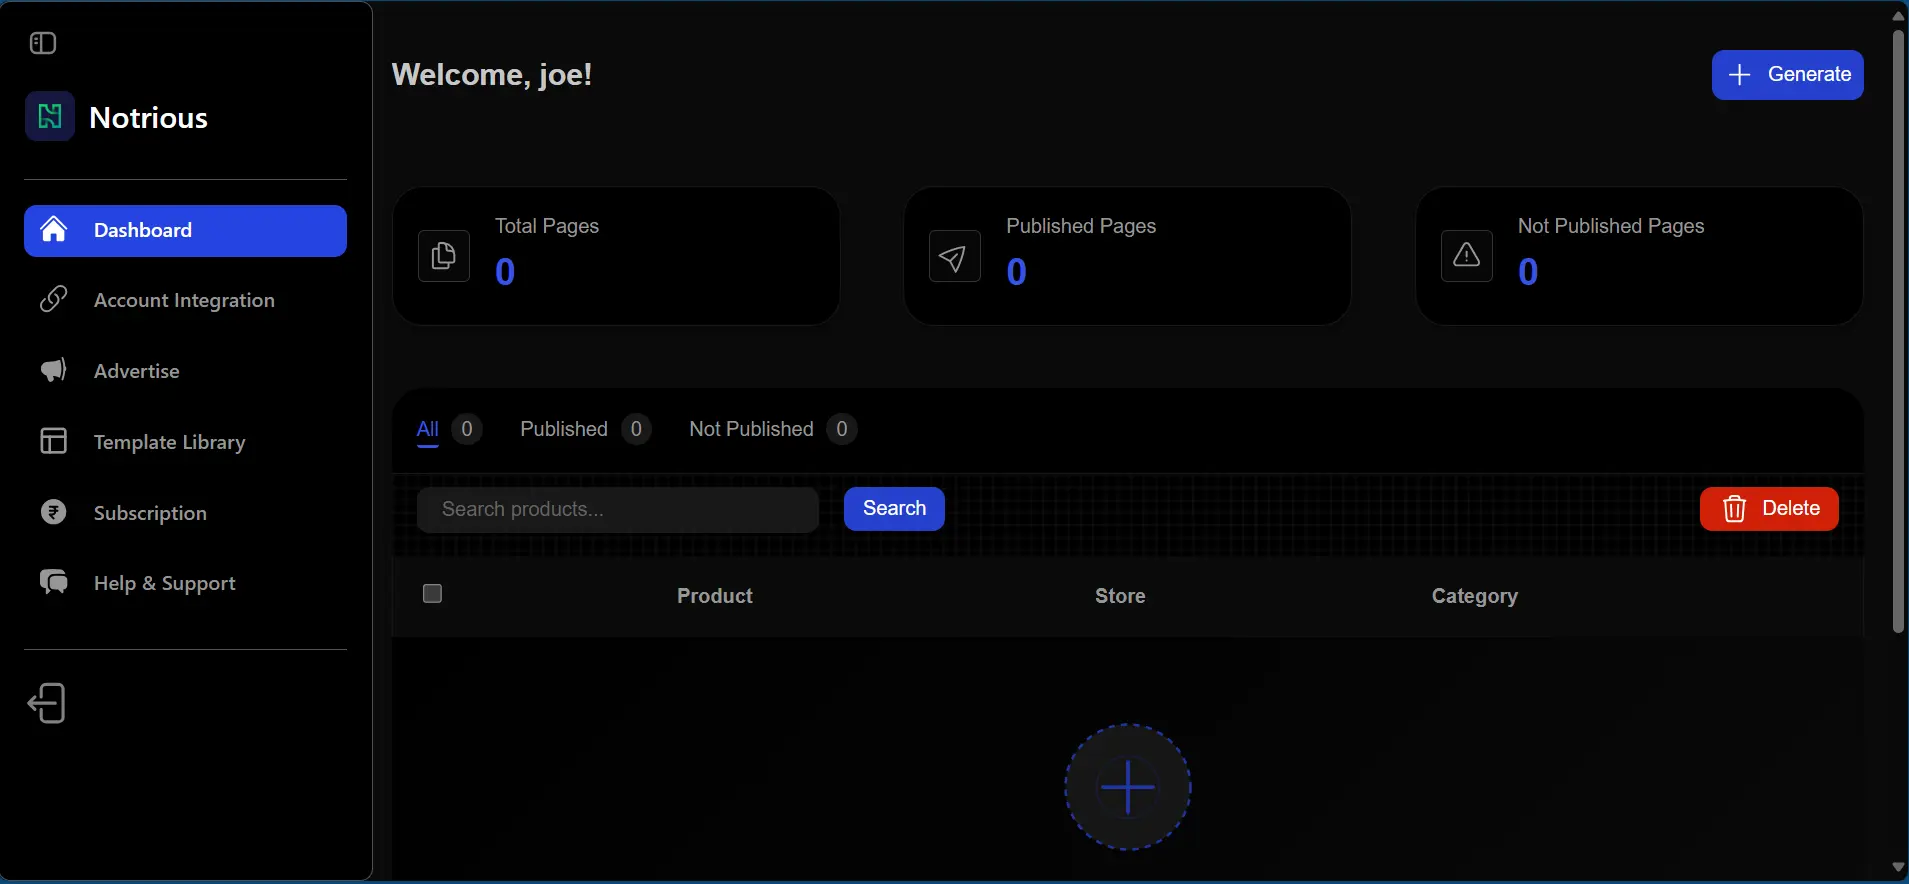 Notrious
Dashboard
Account Integration
Advertise
Template Library
Subscription
Help & Support
Welcome, joe!
Generate
Total Pages
0
Published Pages
0
Not Published Pages
0
All 0 Published 0 Not Published 0
Search products... Search Delete
Product Store Category